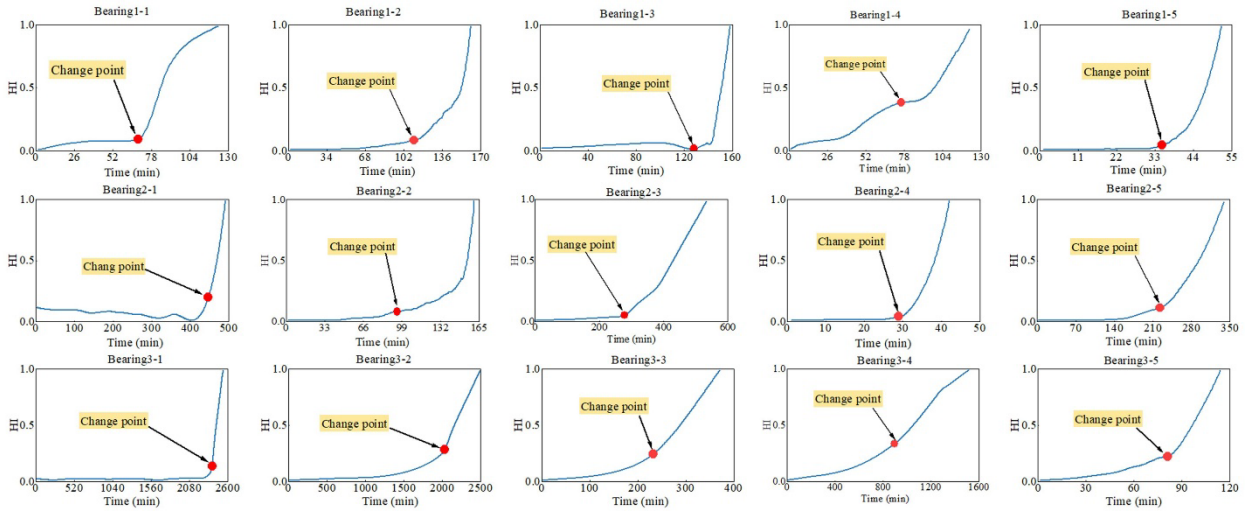 Bearing1-1
1.0
0.5
0.0
HI
Change point
0 26 52 78 104 130
Time (min)
Bearing1-2
1.0
0.5
0.0
HI
Change point
0 34 68 102 136 170
Time (min)
Bearing1-3
1.0
0.5
0.0
HI
Change point
0 40 80 120 160
Time (min)
Bearing1-4
1.0
0.5
0.0
HI
Change point
0 26 52 78 104 130
Time (min)
Bearing1-5
1.0
0.5
0.0
HI
Change point
0 11 22 33 44 55
Time (min)
Bearing2-1
1.0
0.5
0.0
HI
Chang point
0 100 200 300 400 500
Time (min)
Bearing2-2
1.0
0.5
0.0
HI
Change point
0 33 66 99 132 165
Time (min)
Bearing2-3
1.0
0.5
0.0
HI
Change point
0 200 400 600
Time (min)
Bearing2-4
1.0
0.5
0.0
HI
Change point
0 10 20 30 40 50
Time (min)
Bearing2-5
1.0
0.5
0.0
HI
Change point
0 70 140 210 280 350
Time (min)
Bearing3-1
1.0
0.5
0.0
HI
Change point
0 520 1040 1560 2080 2600
Time (min)
Bearing3-2
1.0
0.5
0.0
HI
Change point
0 500 1000 1500 2000 2500
Time (min)
Bearing3-3
1.0
0.5
0.0
HI
Change point
0 100 200 300 400
Time (min)
Bearing3-4
1.0
0.5
0.0
HI
Change point
0 400 800 1200 1600
Time (min)
Bearing3-5
1.0
0.5
0.0
HI
Change point
0 30 60 90 120
Time (min)